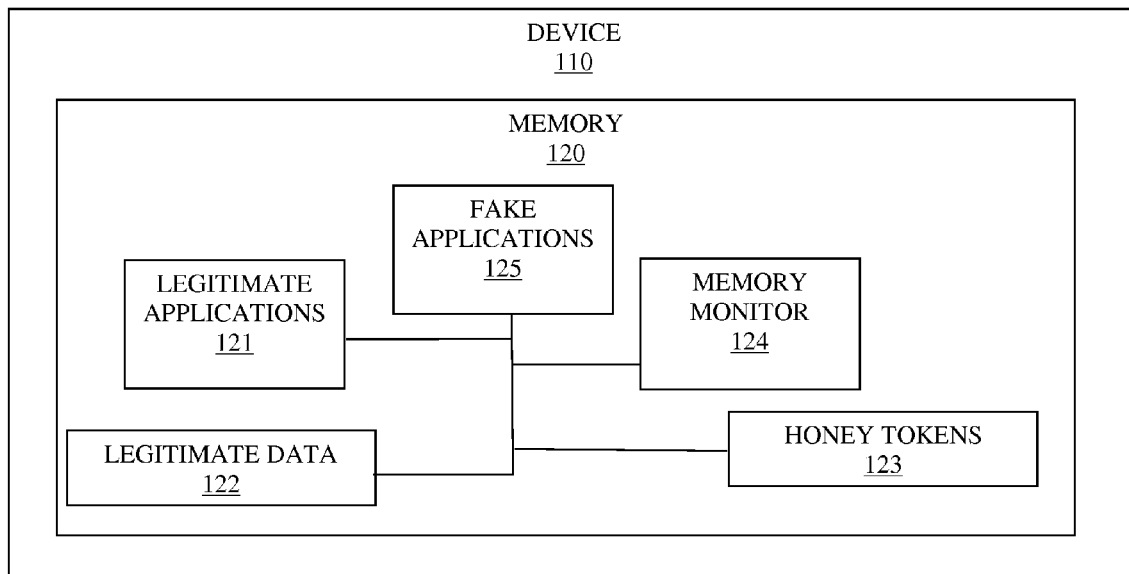 DEVICE
110
MEMORY
120
FAKE
APPLICATIONS
125
LEGITIMATE
APPLICATIONS
121
MEMORY
MONITOR
124
LEGITIMATE DATA
122
HONEY TOKENS
123